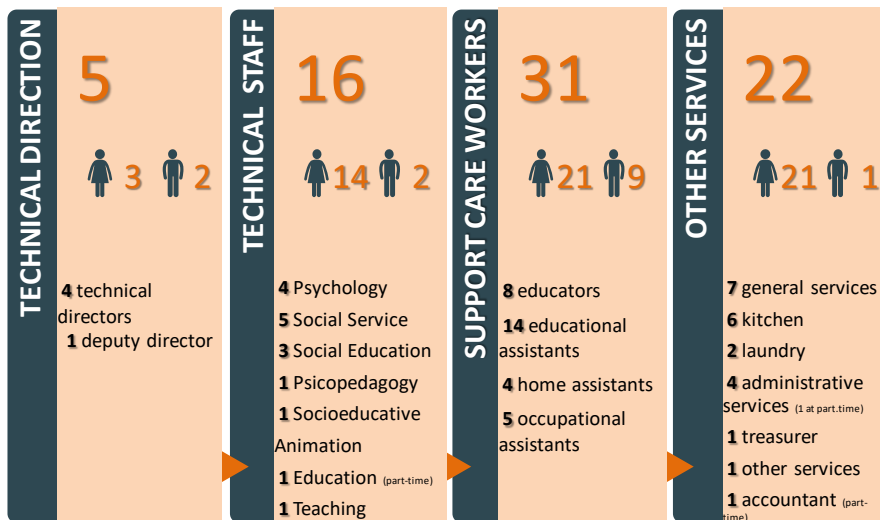 TECHNICAL DIRECTION
5
3 2
4 technical
directors
1 deputy director
TECHNICAL STAFF
16
14 2
4 Psychology
5 Social Service
3 Social Education
1 Psicopedagogy
1 Socioeducative
Animation
1 Education (part-time)
1 Teaching
SUPPORT CARE WORKERS
31
21 9
8 educators
14 educational
assistants
4 home assistants
5 occupational
assistants
OTHER SERVICES
22
21 1
7 general services
6 kitchen
2 laundry
4 administrative
services (1 at part.time)
1 treasurer
1 other services
1 accountant (part-
time)